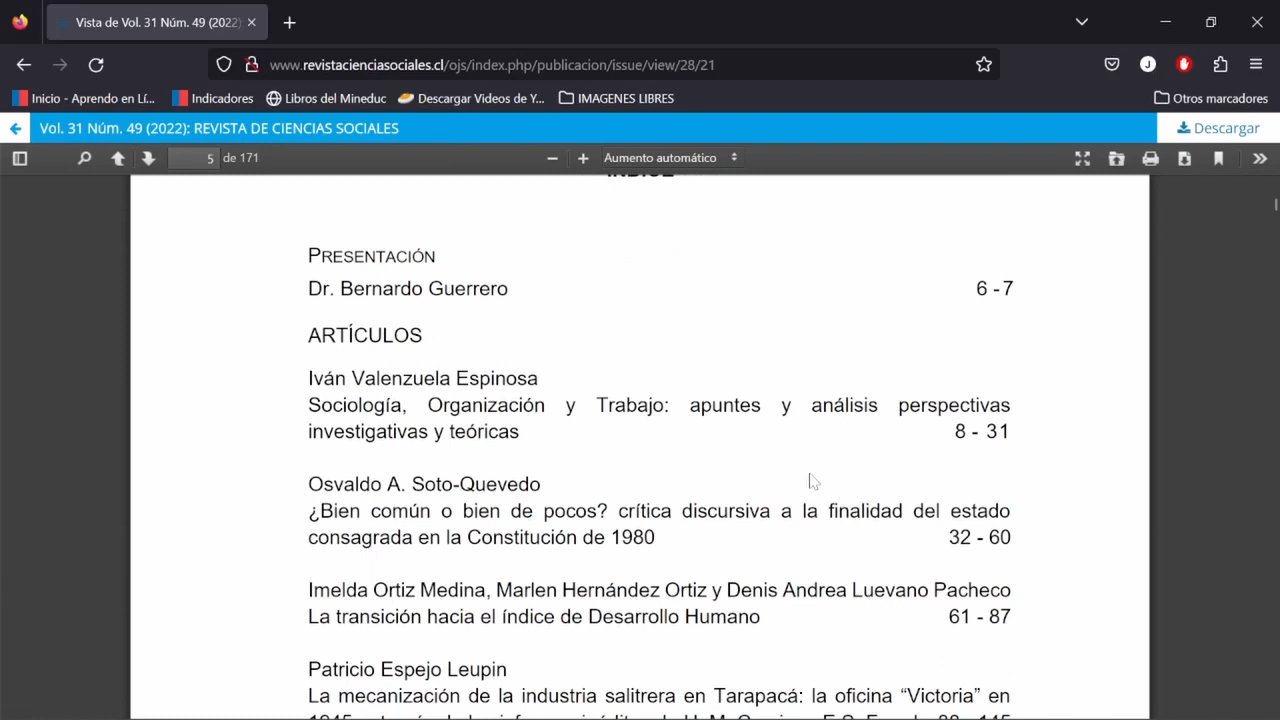 Vista de Vol. 31 Núm. 49 (2022)
www.revistacienciasociales.cl/ojs/index.php/publicacion/issue/view/28/21
Inicio - Aprendo en Lí... Indicadores Libros del Mineduc Descargar Videos de Y... IMAGENES LIBRES Otros marcadores
Vol. 31 Núm. 49 (2022): REVISTA DE CIENCIAS SOCIALES Descargar
5 de 171 Aumento automático
ÍNDICE
PRESENTACIÓN
Dr. Bernardo Guerrero 6 -7
ARTÍCULOS
Iván Valenzuela Espinosa
Sociología, Organización y Trabajo: apuntes y análisis perspectivas
investigativas y teóricas 8 - 31
Osvaldo A. Soto-Quevedo
¿Bien común o bien de pocos? crítica discursiva a la finalidad del estado
consagrada en la Constitución de 1980 32 - 60
Imelda Ortiz Medina, Marlen Hernández Ortiz y Denis Andrea Luevano Pacheco
La transición hacia el índice de Desarrollo Humano 61 - 87
Patricio Espejo Leupin
La mecanización de la industria salitrera en Tarapacá: la oficina “Victoria” en
1945